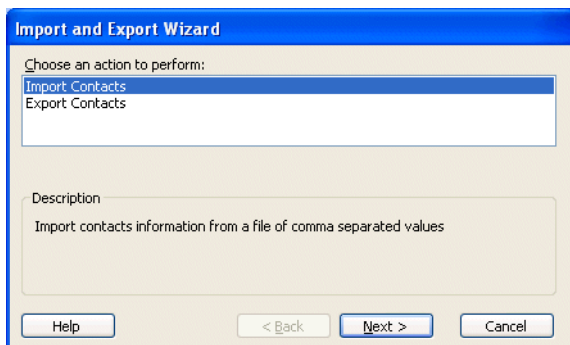 Import and Export Wizard
Choose an action to perform:
Import Contacts
Export Contacts
Description
Import contacts information from a file of comma separated values
Help
< Back
Next >
Cancel